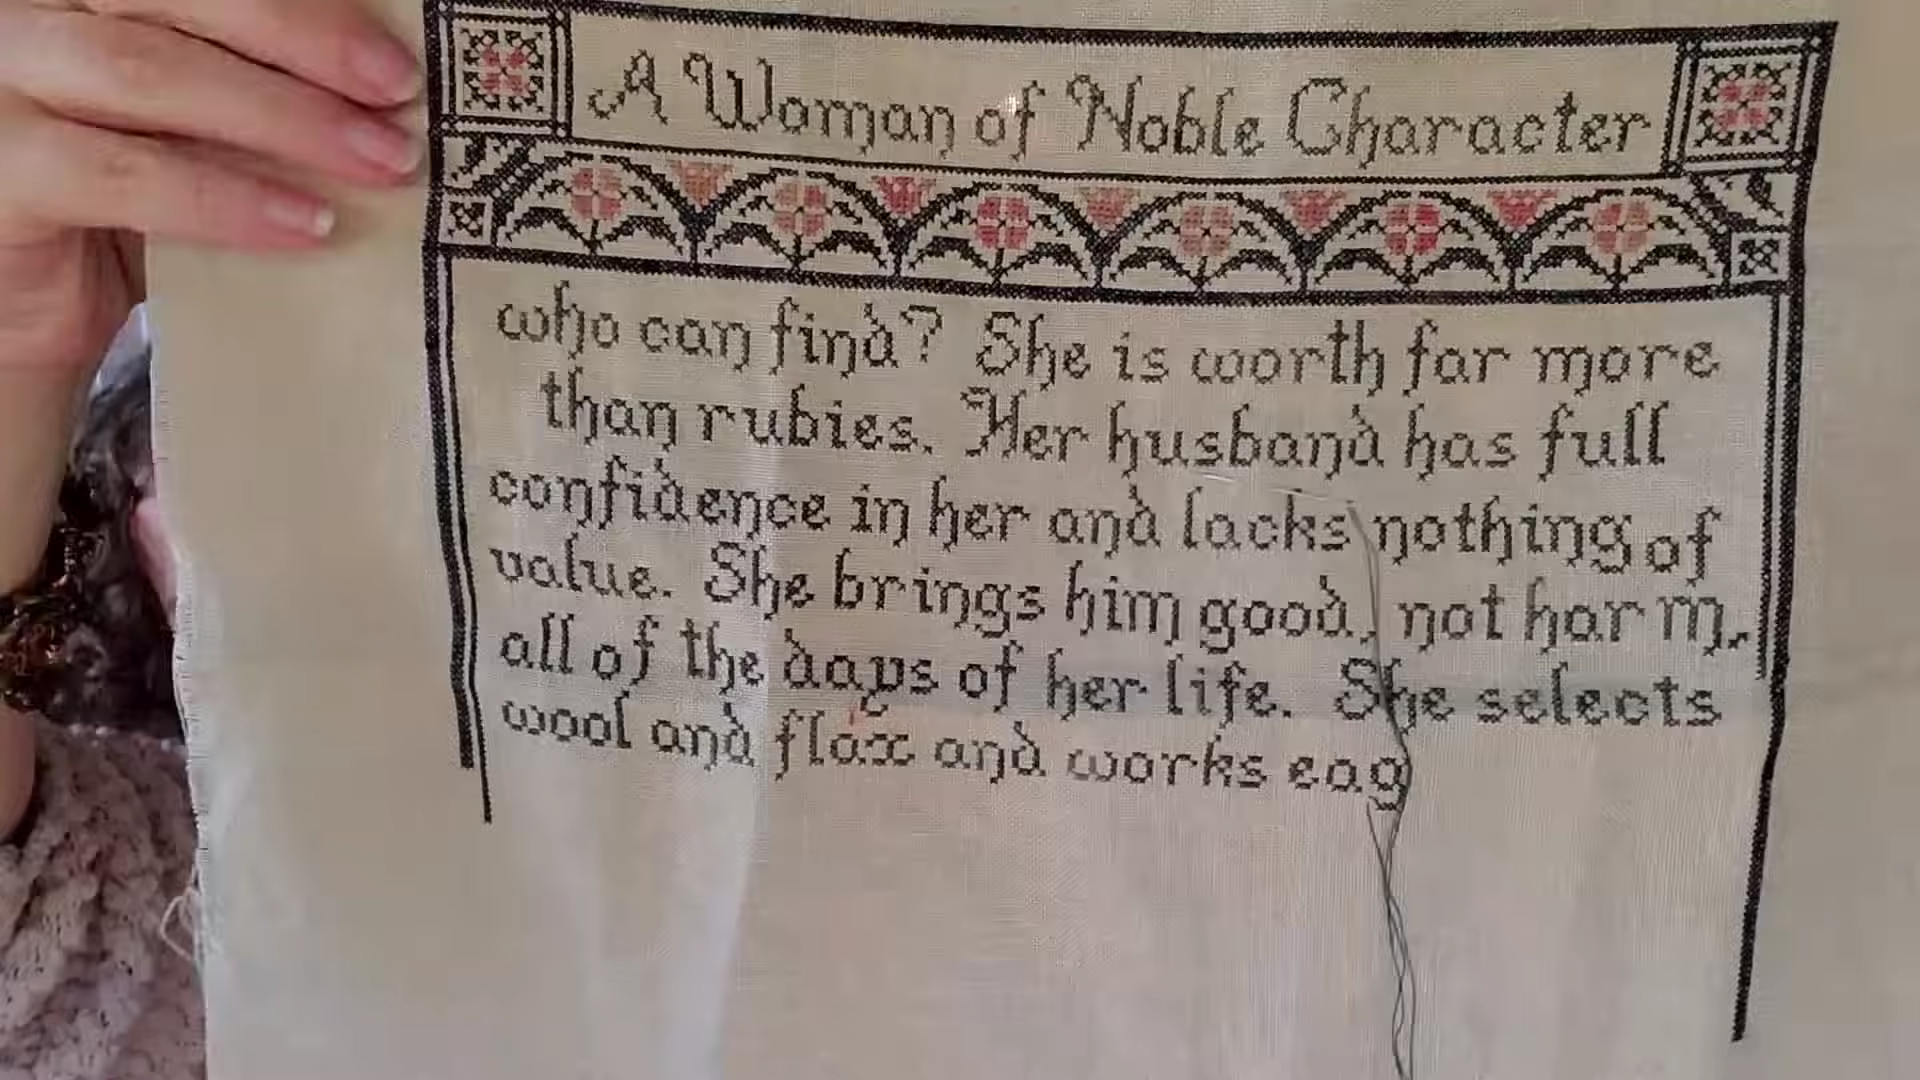 A Woman of Noble Character
who can find? She is worth far more
than rubies. Her husband has full
confidence in her and lacks nothing of
value. She brings him good, not harm,
all of the days of her life. She selects
wool and flax and works eag